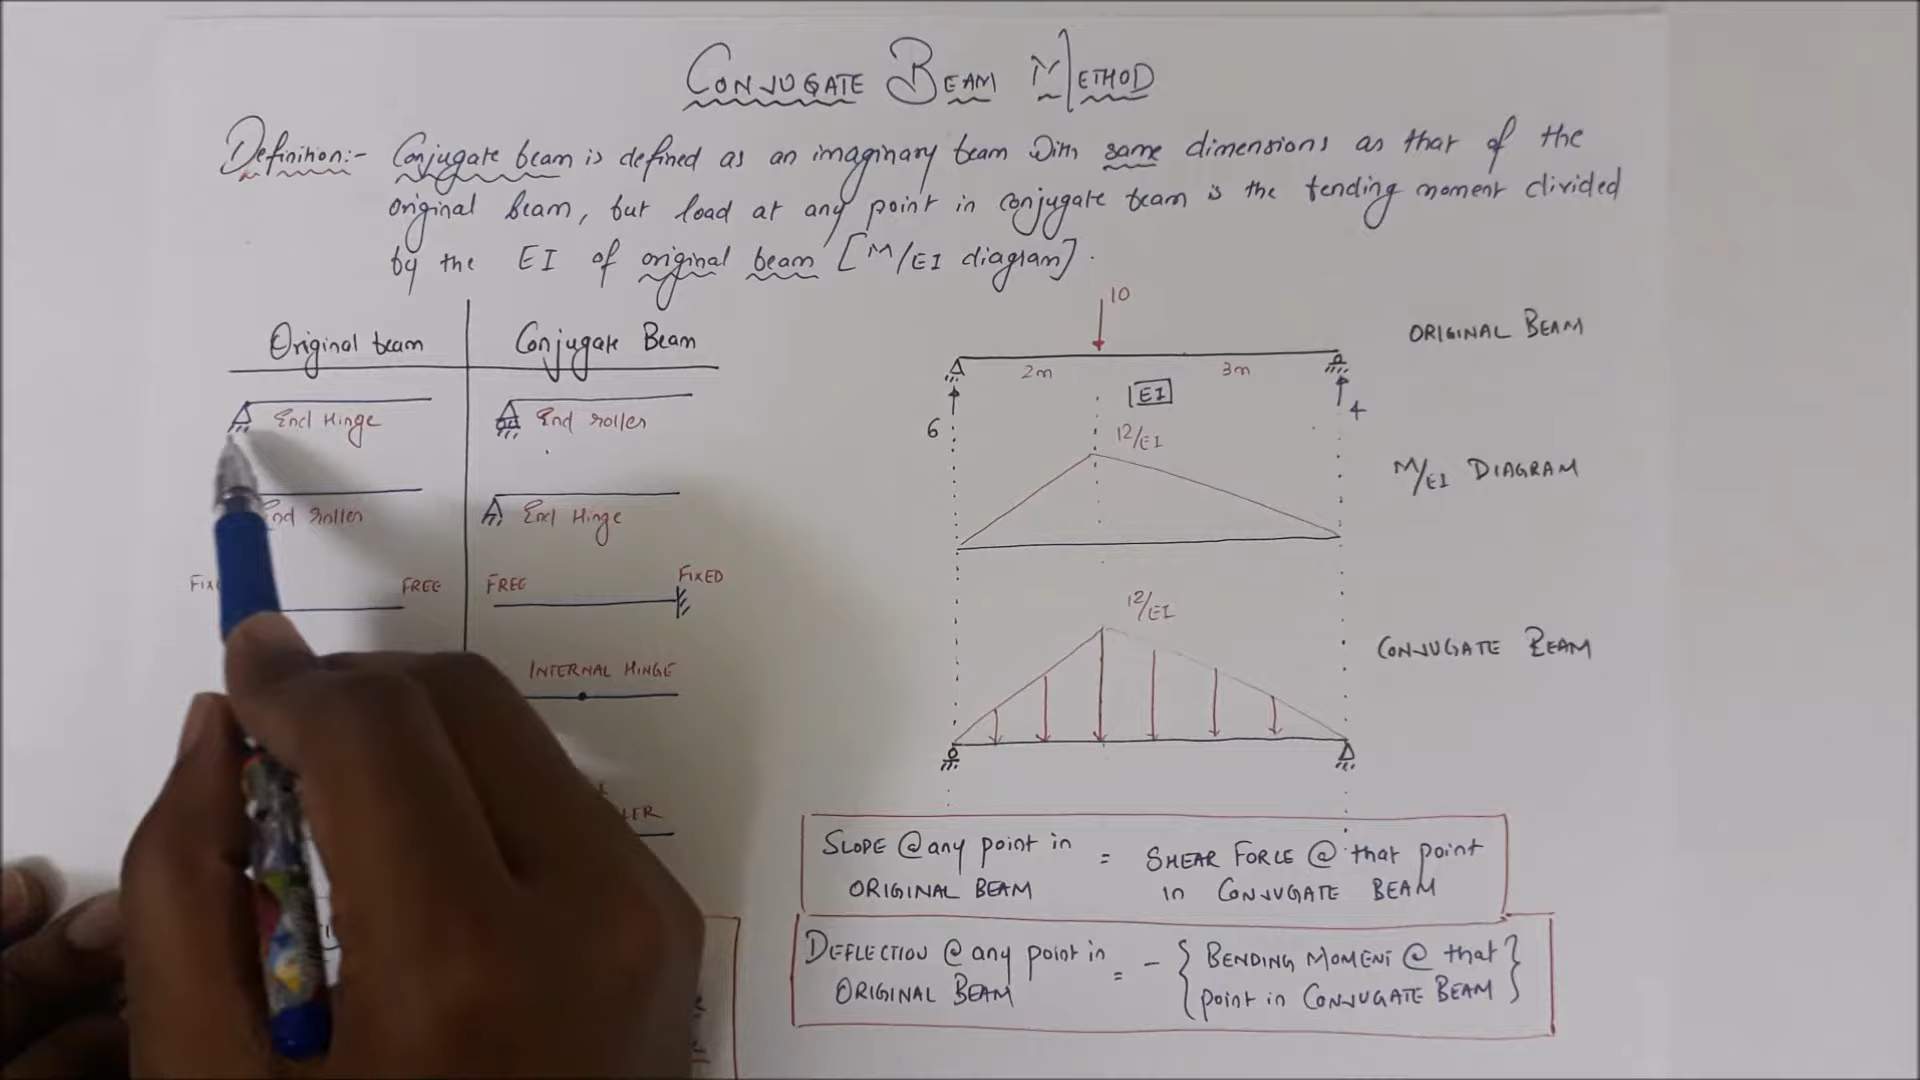 CONJUGATE BEAM METHOD
Definition:- Conjugate beam is defined as an imaginary beam with same dimensions as that of the
original beam, but load at any point in conjugate beam is the bending moment divided
by the EI of original beam [M/EI diagram].
Original beam
Conjugate Beam
End Hinge
End roller
End roller
End Hinge
FREE
FREE
FIXED
INTERNAL HINGE
10
ORIGINAL BEAM
2m
3m
EI
6
4
12/EI
M/EI DIAGRAM
12/EI
CONJUGATE BEAM
SLOPE @ any point in = SHEAR FORCE @ that point
ORIGINAL BEAM in CONJUGATE BEAM
DEFLECTION @ any point in = - { BENDING MOMENT @ that
ORIGINAL BEAM point in CONJUGATE BEAM }